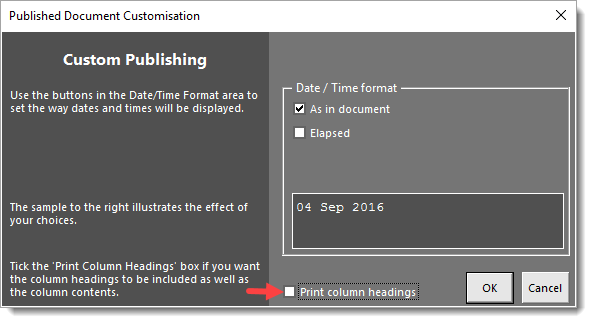 Published Document Customisation
Custom Publishing
Use the buttons in the Date/Time Format area to
set the way dates and times will be displayed.
The sample to the right illustrates the effect of
your choices.
Tick the 'Print Column Headings' box if you want
the column headings to be included as well as
the column contents.
Date / Time format
As in document
Elapsed
04 Sep 2016
Print column headings
OK
Cancel